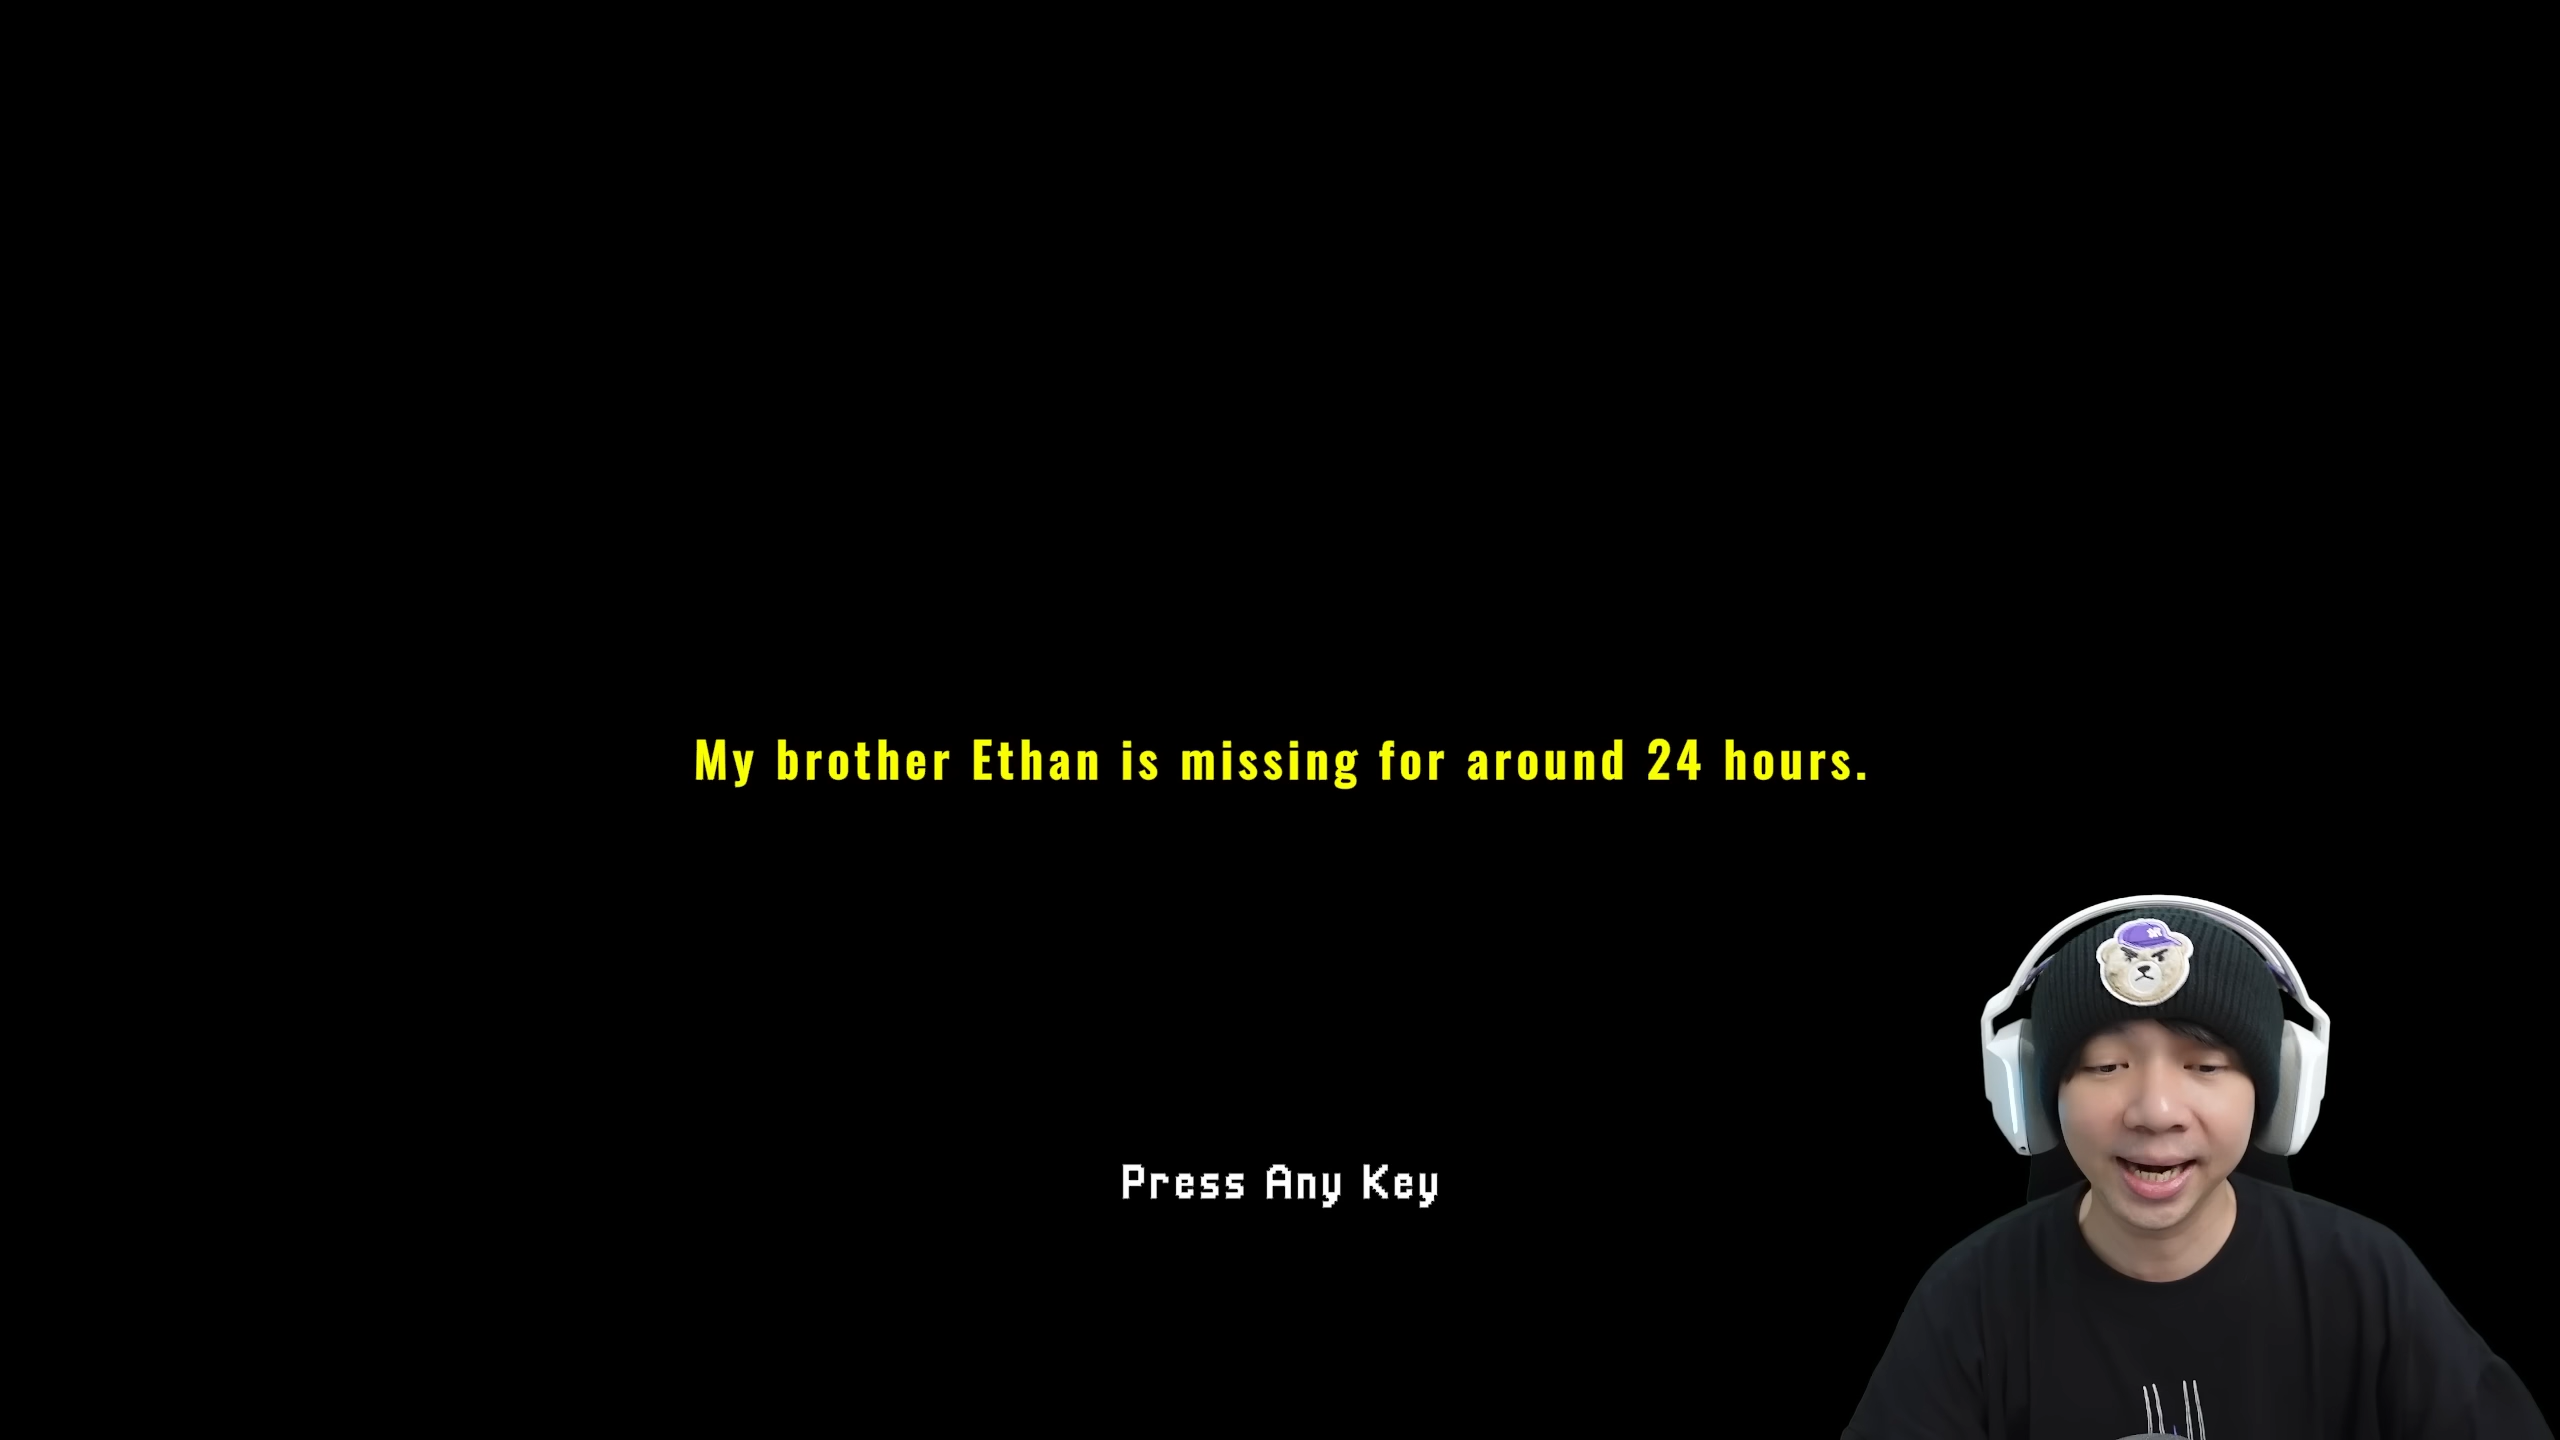 My brother Ethan is missing for around 24 hours.
Press Any Key